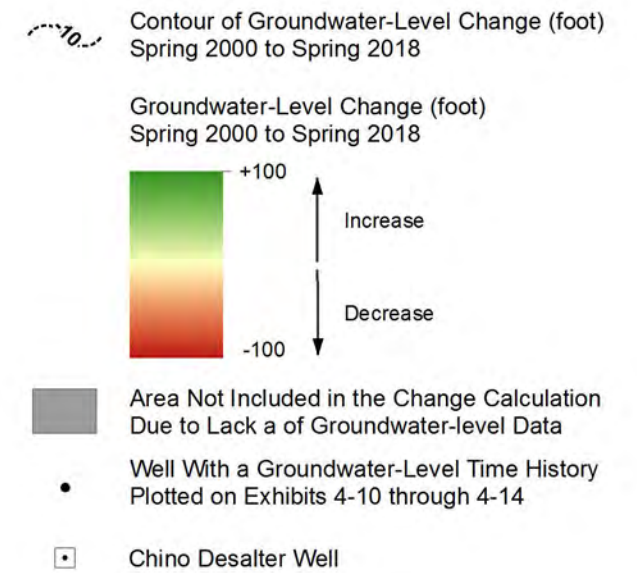 10
Contour of Groundwater-Level Change (foot)
Spring 2000 to Spring 2018
Groundwater-Level Change (foot)
Spring 2000 to Spring 2018
+100
Increase
Decrease
-100
Area Not Included in the Change Calculation
Due to Lack a of Groundwater-level Data
Well With a Groundwater-Level Time History
Plotted on Exhibits 4-10 through 4-14
Chino Desalter Well